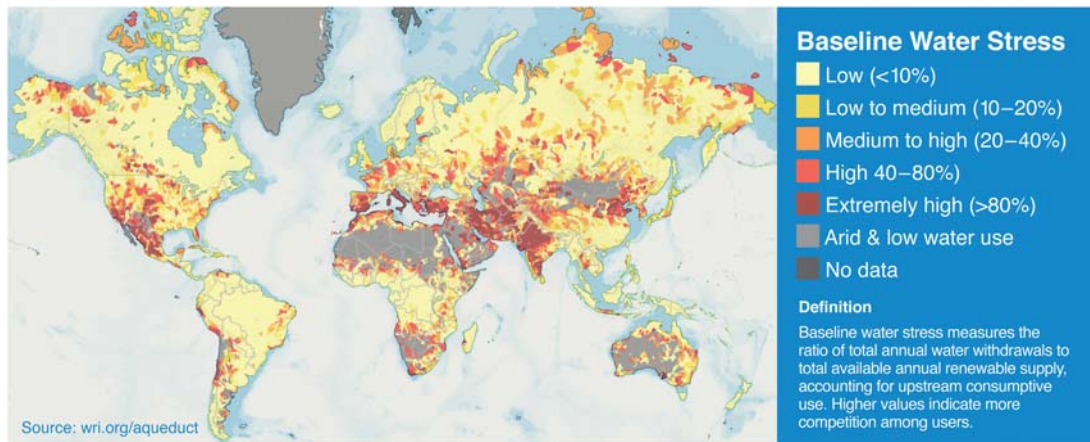 Baseline Water Stress
Low (<10%)
Low to medium (10–20%)
Medium to high (20–40%)
High 40–80%)
Extremely high (>80%)
Arid & low water use
No data
Definition
Baseline water stress measures the
ratio of total annual water withdrawals to
total available annual renewable supply,
accounting for upstream consumptive
use. Higher values indicate more
competition among users.
Source: wri.org/aqueduct